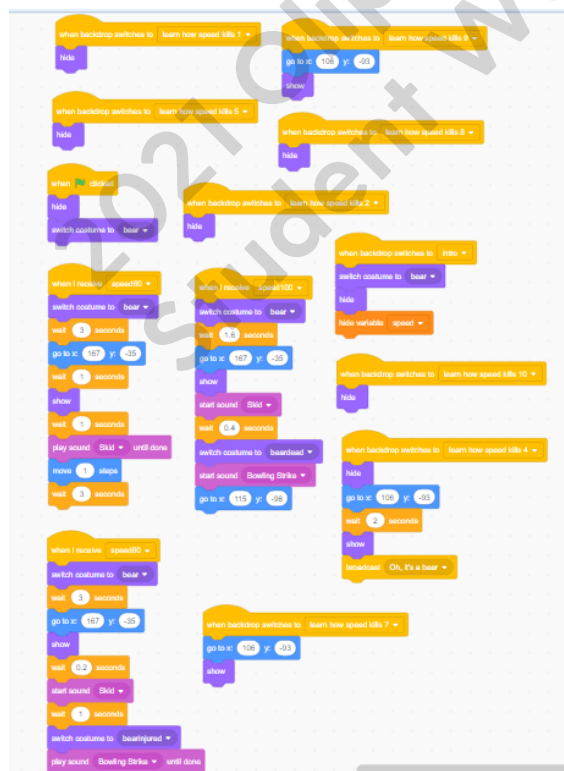 when backdrop switches to learn how speed kills 1
hide
when backdrop switches to learn how speed kills 9
go to x: 106 y: -93
show
when backdrop switches to learn how speed kills 5
hide
when backdrop switches to learn how speed kills 8
hide
when clicked
hide
switch costume to bear
when backdrop switches to learn how speed kills 2
hide
when backdrop switches to intro
switch costume to bear
hide
hide variable speed
when I receive
switch costume to bear
wait 3 seconds
go to x: 167 y: -35
wait 1 seconds
show
wait 1 seconds
play sound Skid until done
move 1 steps
wait 3 seconds
when I receive speed100
switch costume to bear
wait 1.6 seconds
go to x: 167 y: -35
show
start sound Skid
wait 0.4 seconds
switch costume to beardead
start sound Bowling Strike
go to x: 115 y: -98
when backdrop switches to learn how speed kills 10
hide
when backdrop switches to learn how speed kills 4
hide
go to x: 106 y: -93
wait 2 seconds
show
broadcast Oh, it's a bear
when I receive speed80
switch costume to bear
wait 3 seconds
go to x: 167 y: -35
show
wait 0.2 seconds
start sound Skid
wait 1 seconds
switch costume to bearinjured
play sound Bowling Strike until done
when backdrop switches to learn how speed kills 7
go to x: 106 y: -93
show
2021
Student